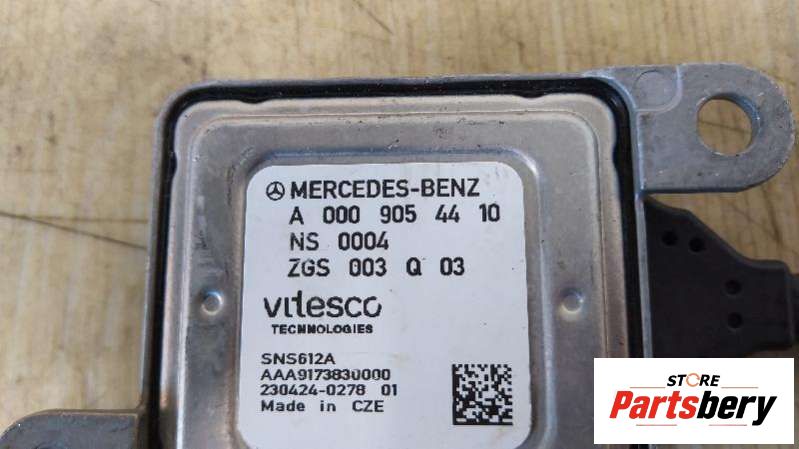 MERCEDES-BENZ
A 000 905 44 10
NS 0004
ZGS 003 Q 03
vitesco
TECHNOLOGIES
SNS612A
AAA9173830000
230424-0278 01
Made in CZE
STORE
Partsbery